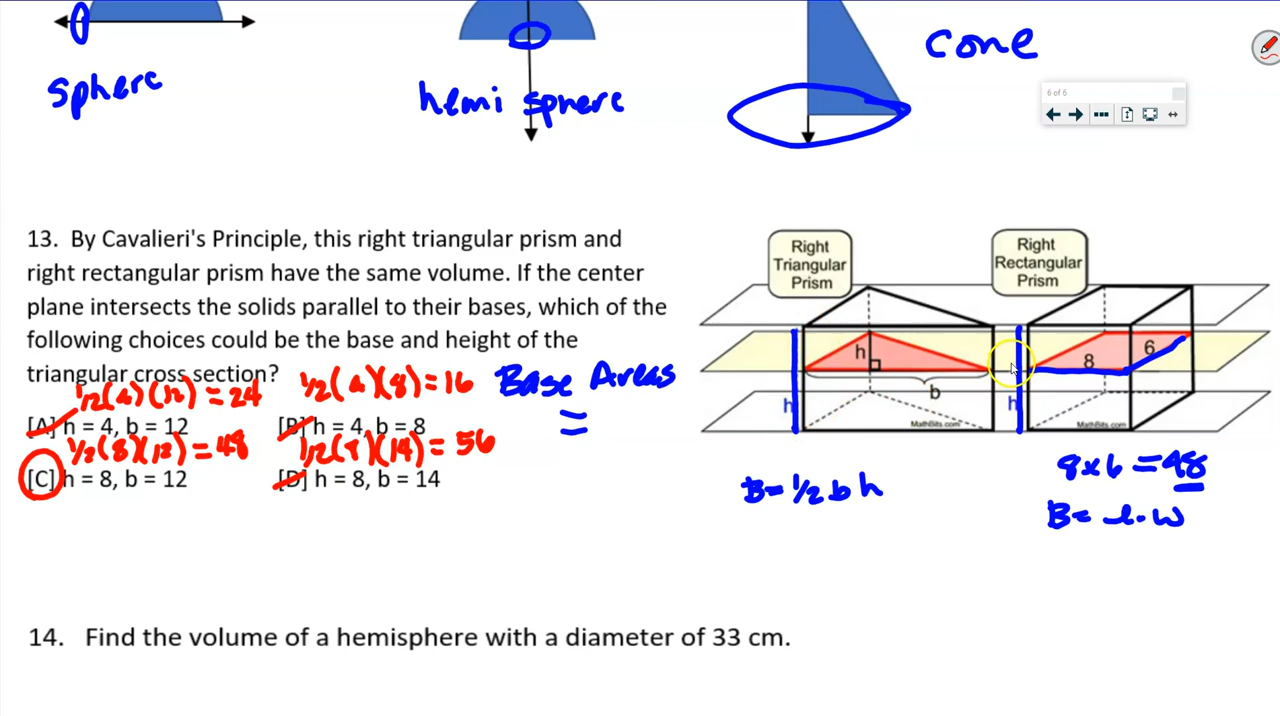 sphere
hemi sphere
cone
6 of 6
13. By Cavalieri's Principle, this right triangular prism and
right rectangular prism have the same volume. If the center
plane intersects the solids parallel to their bases, which of the
following choices could be the base and height of the
triangular cross section?
1/2(4)(12) = 24
1/2(4)(8) = 16
Base Areas
=
[A] h = 4, b = 12
[B] h = 4, b = 8
1/2(8)(12) = 48
1/2(8)(14) = 56
[C] h = 8, b = 12
[D] h = 8, b = 14
Right
Triangular
Prism
Right
Rectangular
Prism
h
b
h
MathBits.com
8
6
h
MathBits.com
B = 1/2 b h
8 x 6 = 48
B = l · w
14. Find the volume of a hemisphere with a diameter of 33 cm.